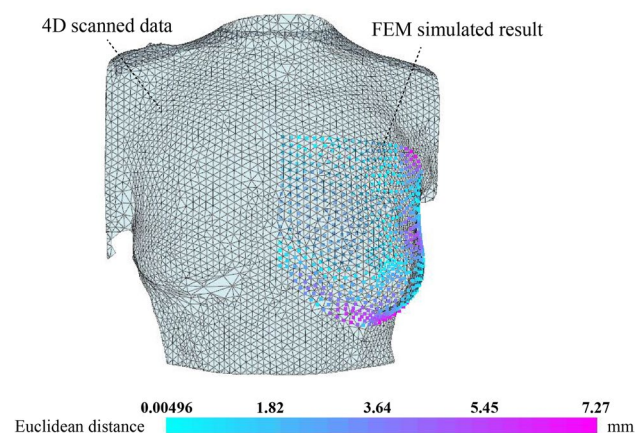 4D scanned data
FEM simulated result
0.00496 1.82 3.64 5.45 7.27
Euclidean distance mm